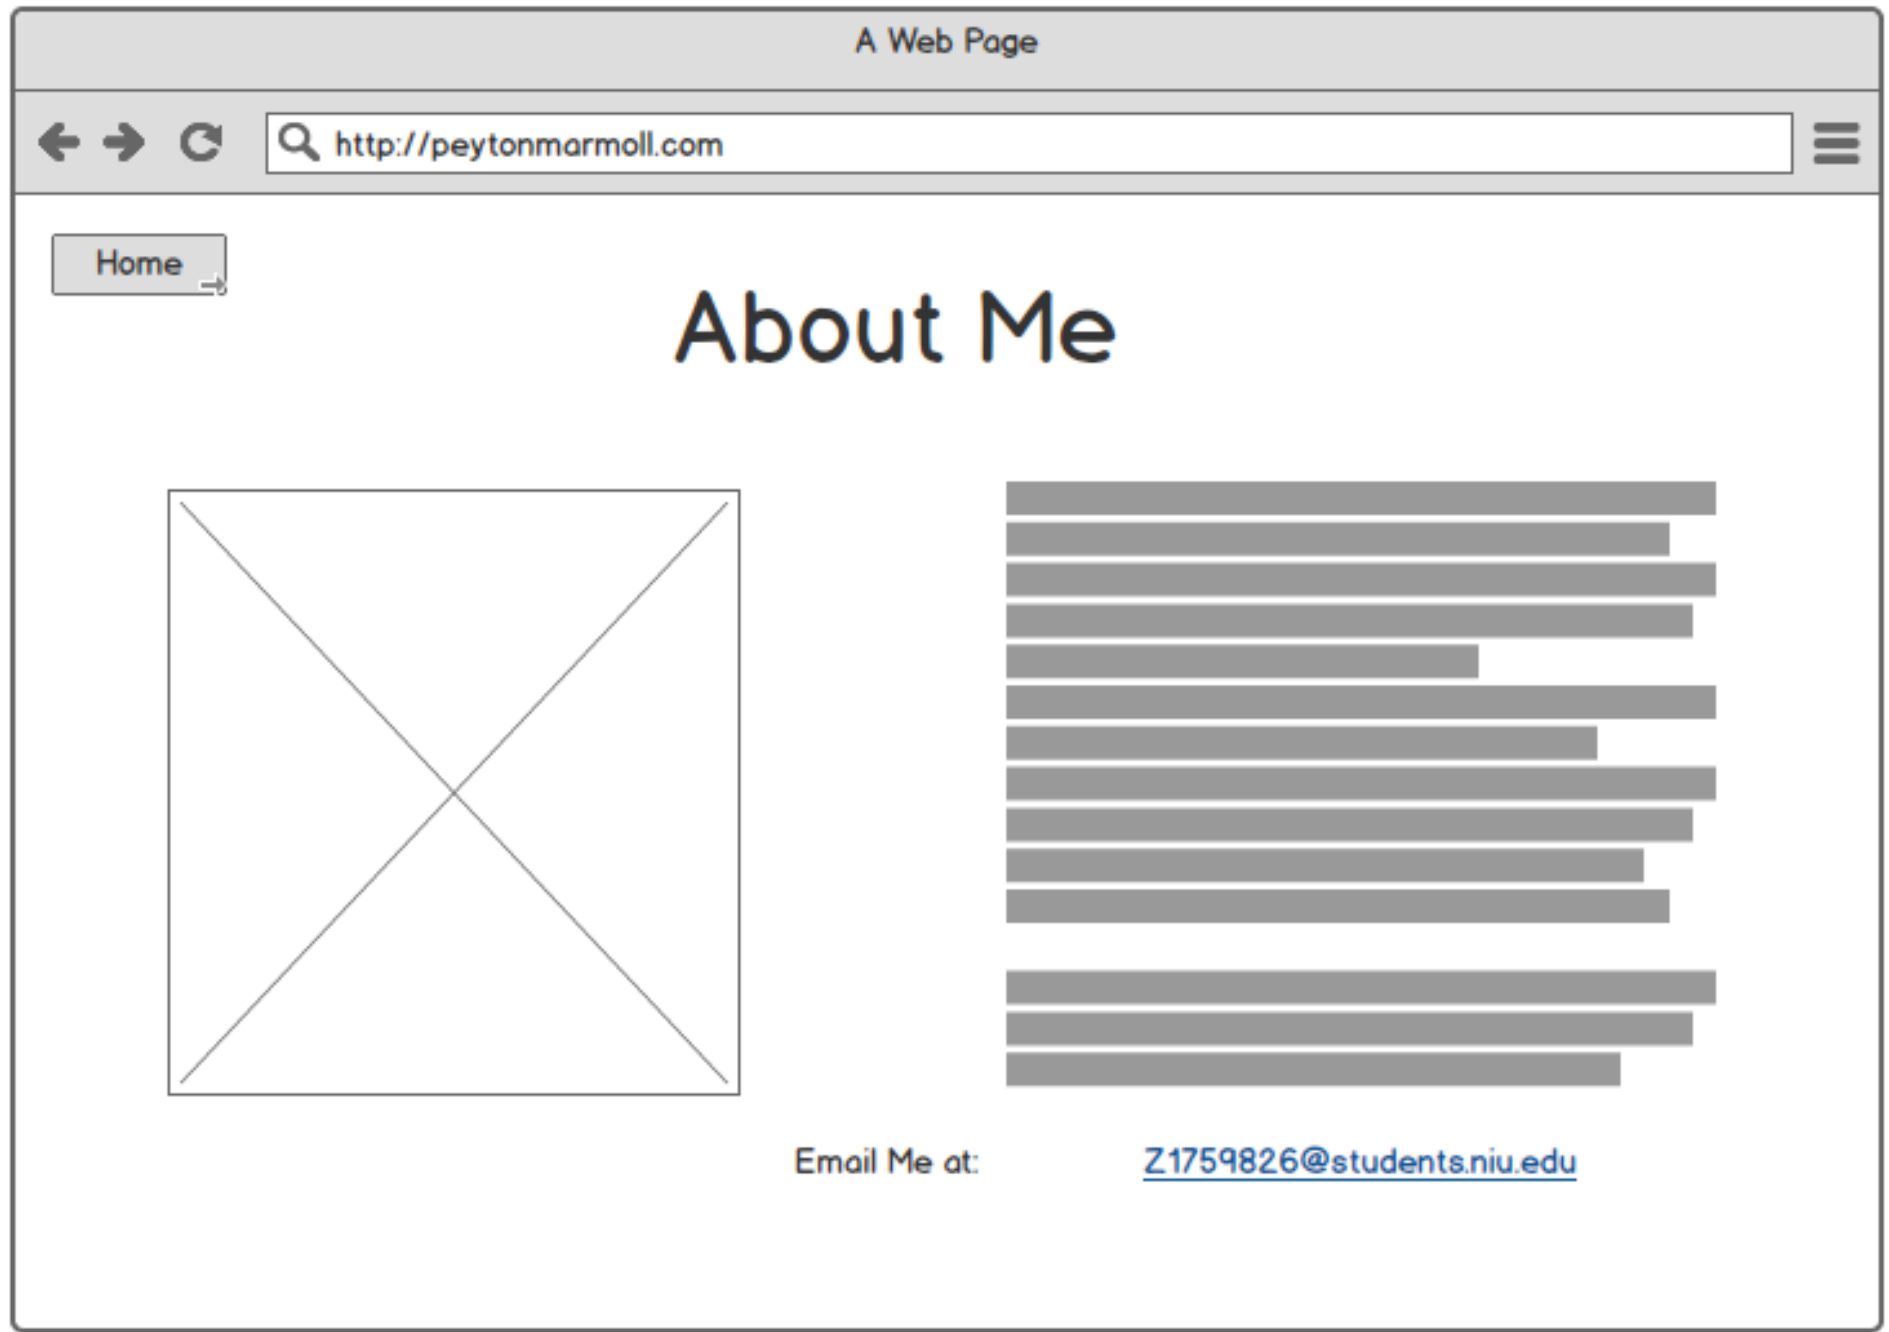 A Web Page
http://peytonmarmoll.com
Home
About Me
Email Me at: Z1759826@students.niu.edu